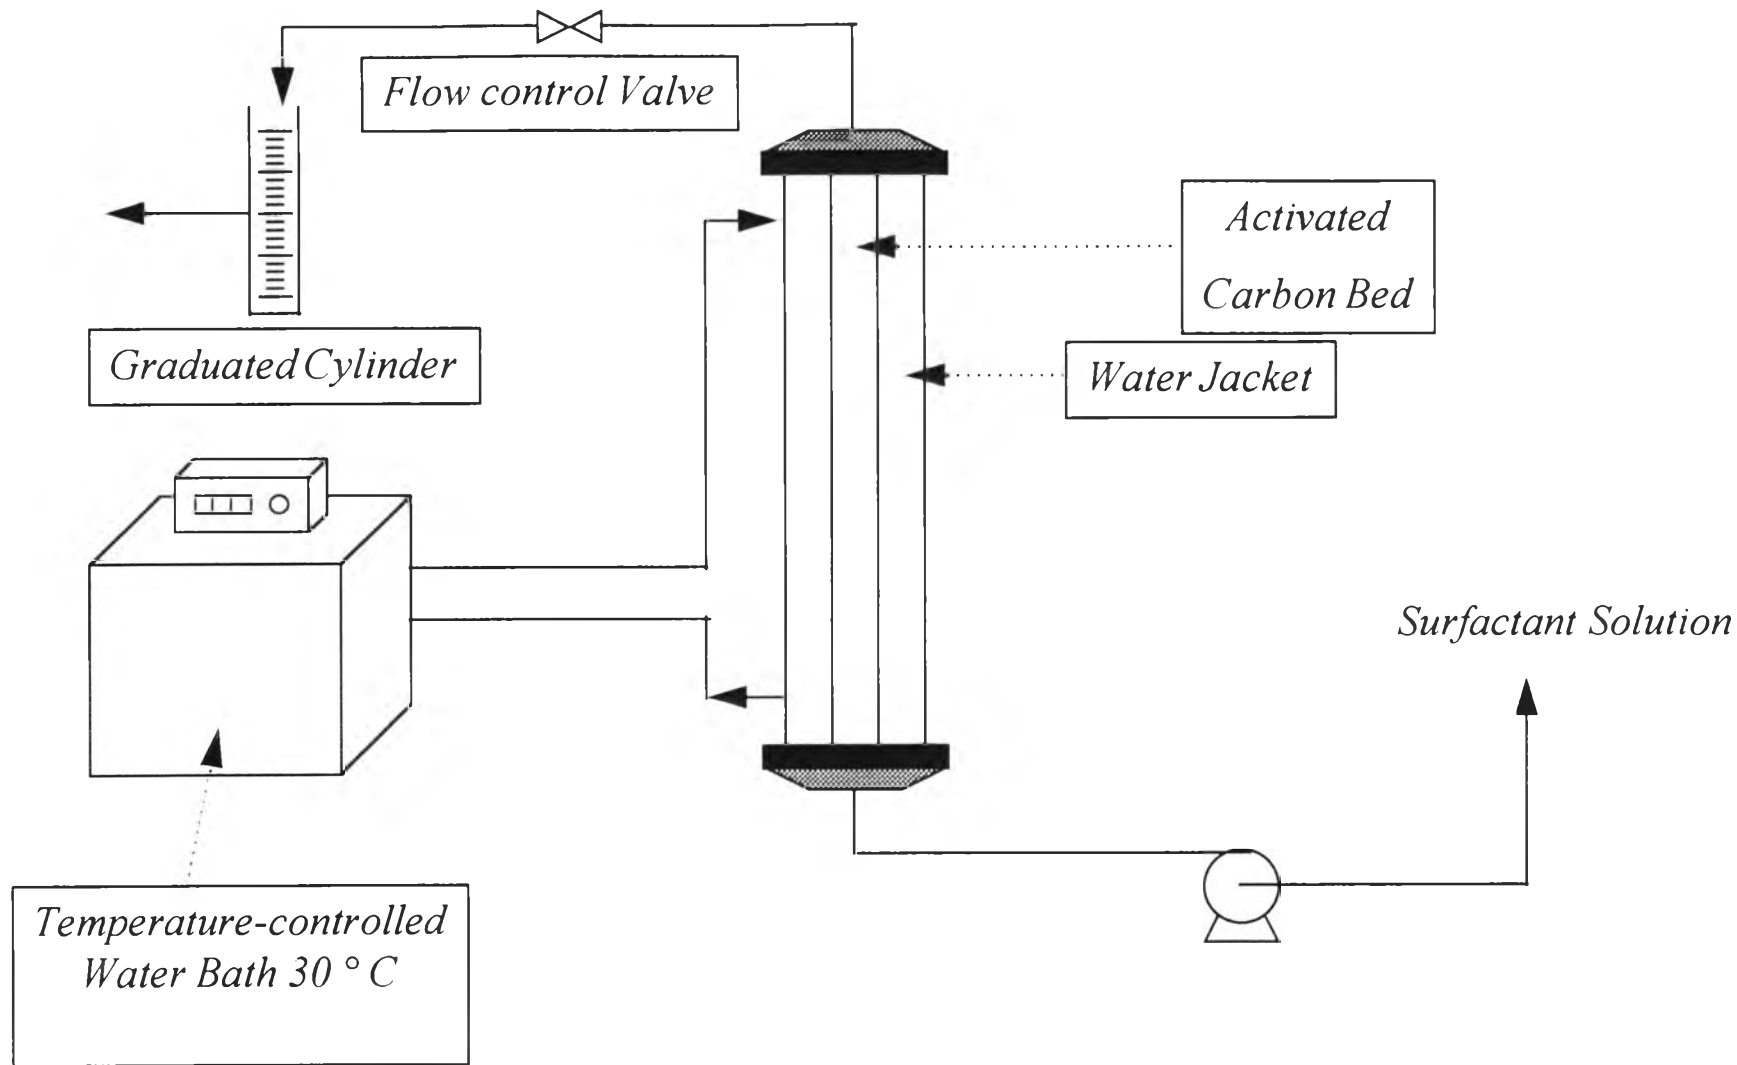 Flow control Valve
Activated
Carbon Bed
Graduated Cylinder
Water Jacket
Surfactant Solution
Temperature-controlled
Water Bath 30 ° C